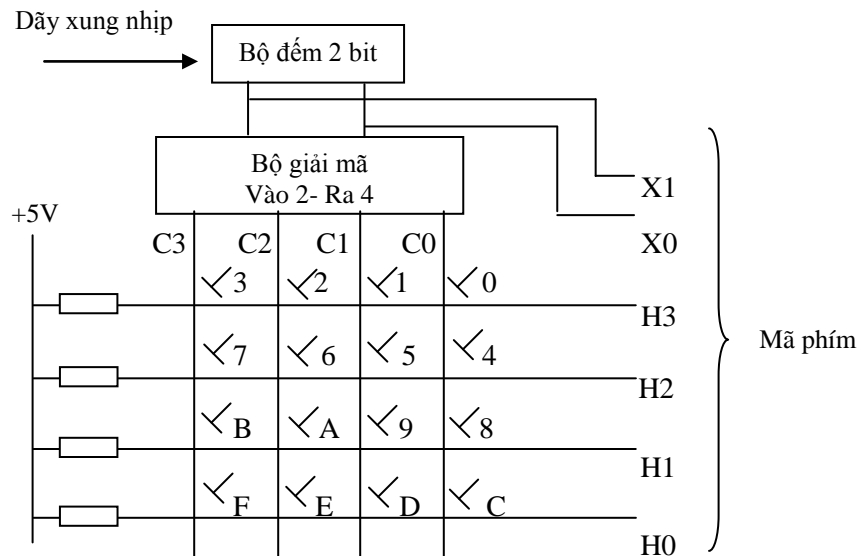 Dãy xung nhịp
Bộ đếm 2 bit
Bộ giải mã
Vào 2- Ra 4
X1
+5V
X0
C3 C2 C1 C0
3 2 1 0
H3
Mã phím
7 6 5 4
H2
B A 9 8
H1
F E D C
H0